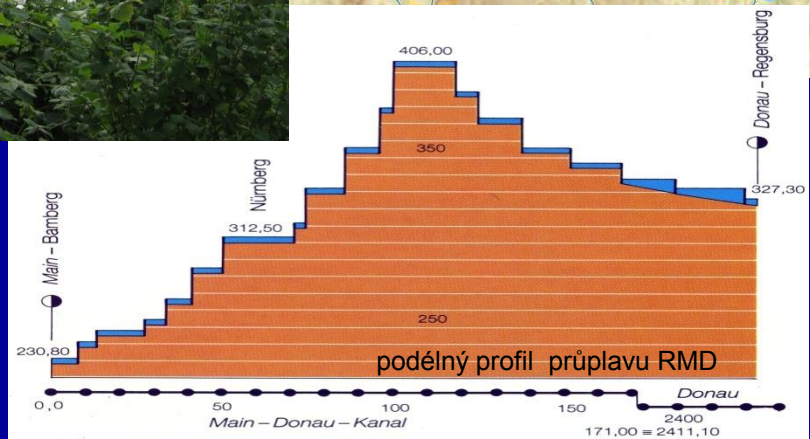 406,00
Donau – Regensburg
350
Nürnberg
327,30
Main – Bamberg
312,50
250
230,80
podélný profil průplavu RMD
Donau
0,0 50 100 150 2400
Main – Donau – Kanal
171,00 = 2411,10